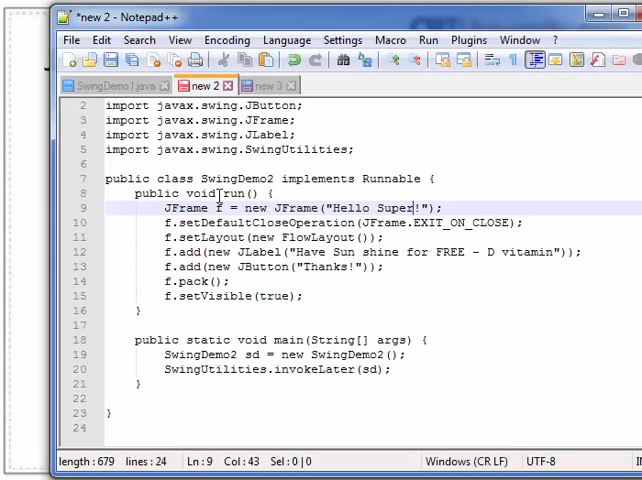 *new 2 - Notepad++
File Edit Search View Encoding Language Settings Macro Run Plugins Window ?
SwingDemo1.java new 2 new 3
2 import javax.swing.JButton;
3 import javax.swing.JFrame;
4 import javax.swing.JLabel;
5 import javax.swing.SwingUtilities;
6
7 public class SwingDemo2 implements Runnable {
8 public void run() {
9 JFrame f = new JFrame("Hello Super!");
10 f.setDefaultCloseOperation(JFrame.EXIT_ON_CLOSE);
11 f.setLayout(new FlowLayout());
12 f.add(new JLabel("Have Sun shine for FREE - D vitamin"));
13 f.add(new JButton("Thanks!"));
14 f.pack();
15 f.setVisible(true);
16 }
17
18 public static void main(String[] args) {
19 SwingDemo2 sd = new SwingDemo2();
20 SwingUtilities.invokeLater(sd);
21 }
22
23 }
24
length : 679 lines : 24 Ln : 9 Col : 43 Sel : 0 | 0 Windows (CR LF) UTF-8